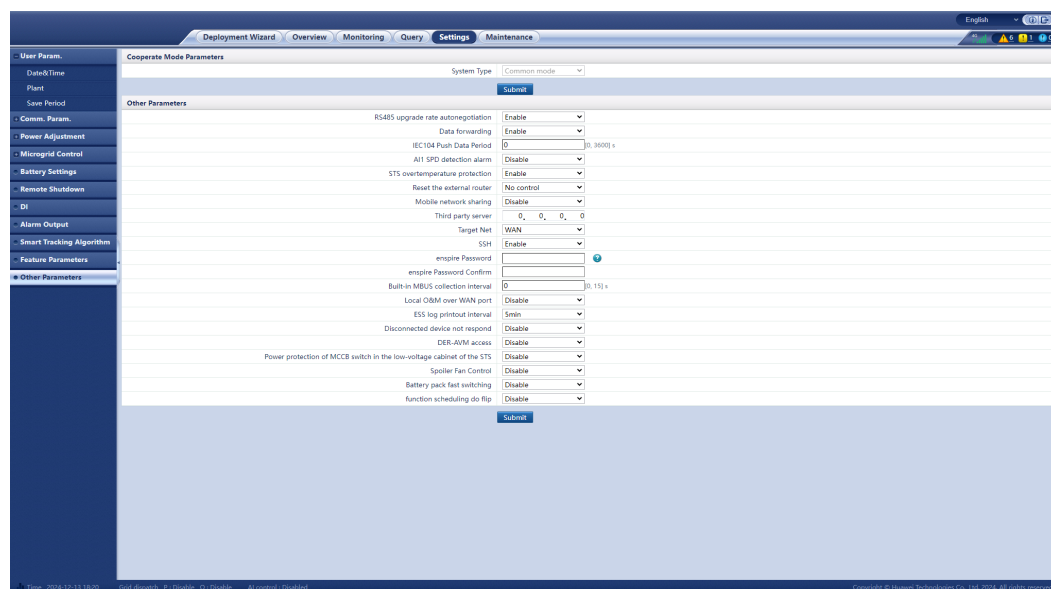 English
Deployment Wizard Overview Monitoring Query Settings Maintenance
4G 6 1 0
User Param.
Date&Time
Plant
Save Period
Comm. Param.
Power Adjustment
Microgrid Control
Battery Settings
Remote Shutdown
DI
Alarm Output
Smart Tracking Algorithm
Feature Parameters
Other Parameters
Cooperate Mode Parameters
System Type Common mode
Submit
Other Parameters
RS485 upgrade rate autonegotiation Enable
Data forwarding Enable
IEC104 Push Data Period 0 [0, 3600] s
AI1 SPD detection alarm Disable
STS overtemperature protection Enable
Reset the external router No control
Mobile network sharing Disable
Third party server 0. 0. 0. 0
Target Net WAN
SSH Enable
enspire Password
enspire Password Confirm
Built-in MBUS collection interval 0 [0, 15] s
Local O&M over WAN port Disable
ESS log printout interval 5min
Disconnected device not respond Disable
DER-AVM access Disable
Power protection of MCCB switch in the low-voltage cabinet of the STS Disable
Spoiler Fan Control Disable
Battery pack fast switching Disable
function scheduling do flip Disable
Submit
Time 2024-12-13 18:20 Grid dispatch P : Disable Q : Disable AI control : Disabled Copyright © Huawei Technologies Co., Ltd. 2024. All rights reserved